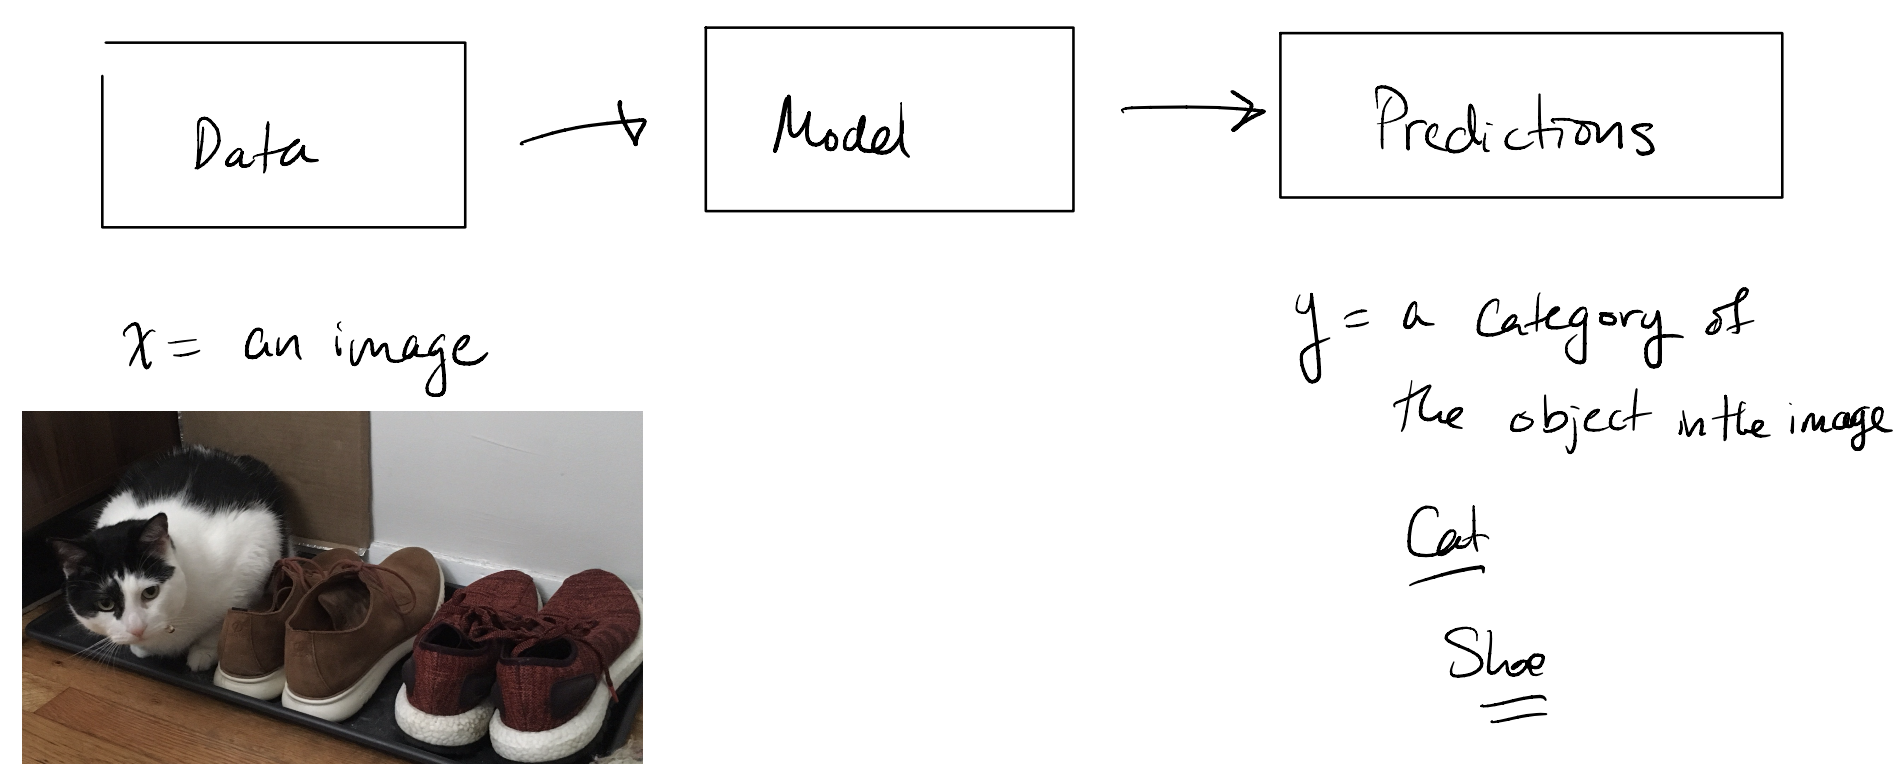 Data
Model
Predictions
x = an image
y = a category of
the object in the image
Cat
Shoe